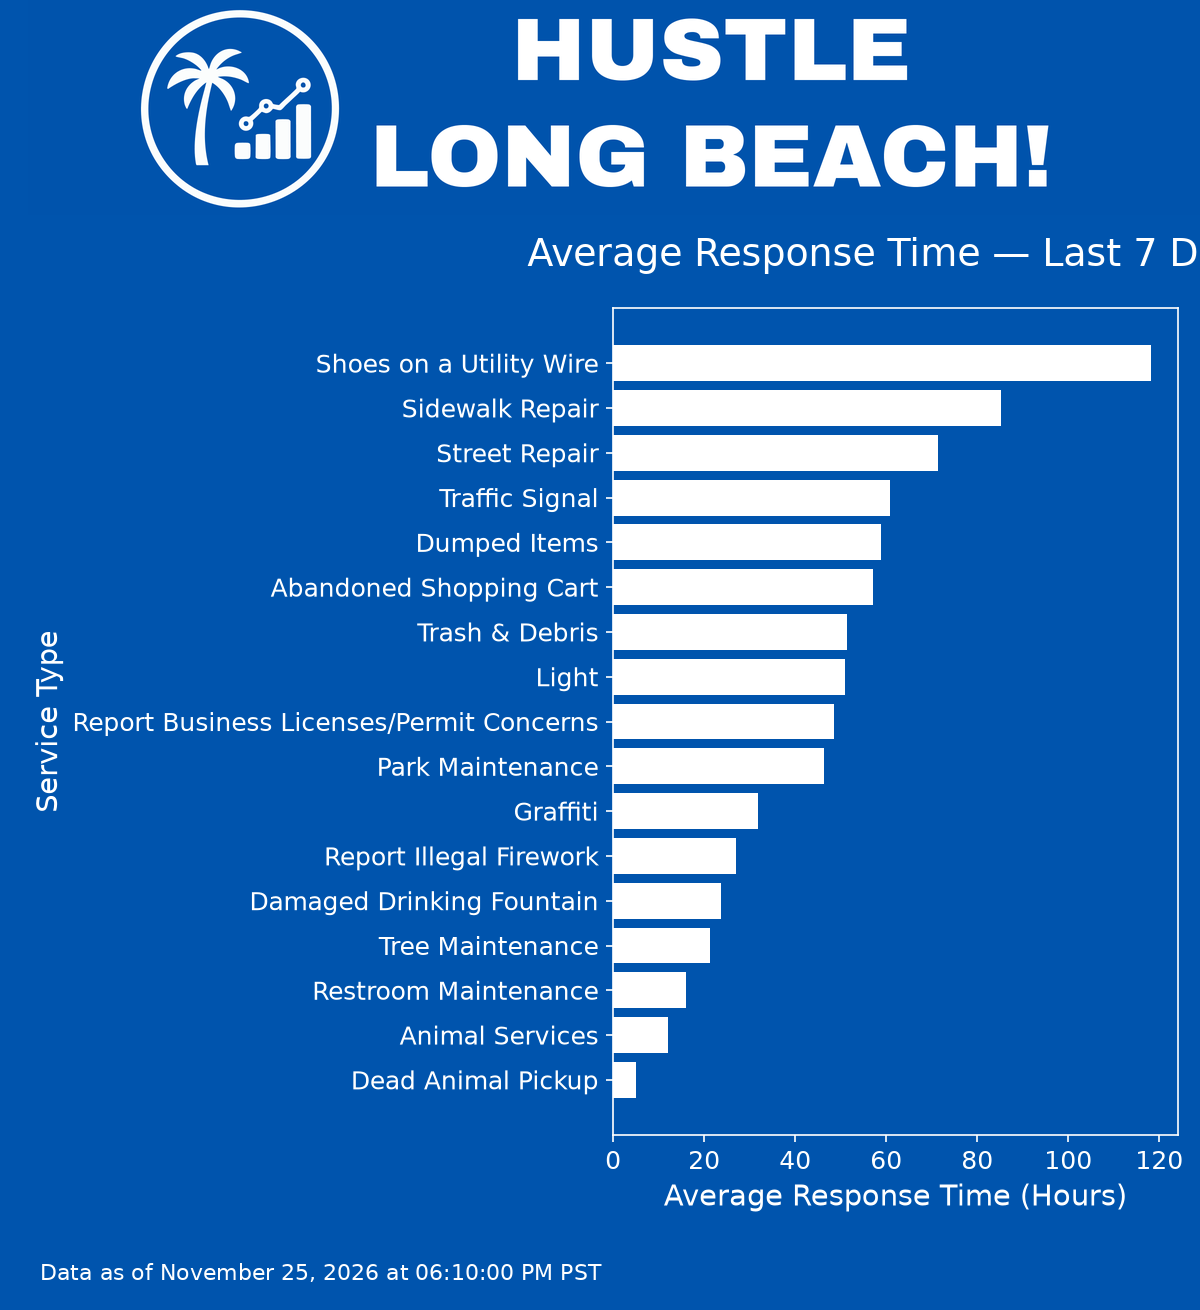 HUSTLE
LONG BEACH!
Average Response Time — Last 7 D
Shoes on a Utility Wire
Sidewalk Repair
Street Repair
Traffic Signal
Dumped Items
Abandoned Shopping Cart
Trash & Debris
Light
Report Business Licenses/Permit Concerns
Park Maintenance
Graffiti
Report Illegal Firework
Damaged Drinking Fountain
Tree Maintenance
Restroom Maintenance
Animal Services
Dead Animal Pickup
Service Type
0 20 40 60 80 100 120
Average Response Time (Hours)
Data as of November 25, 2026 at 06:10:00 PM PST